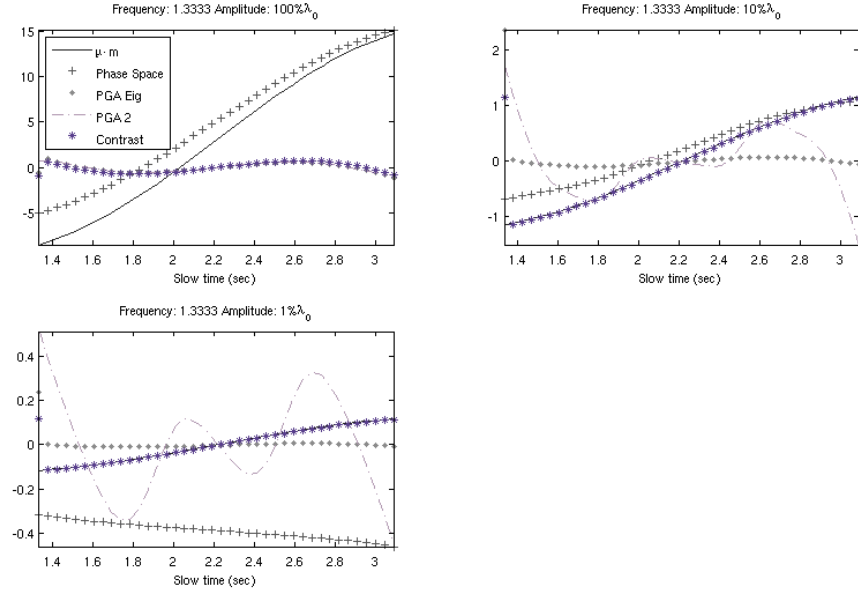 Frequency: 1.3333 Amplitude: 100%λ₀
15
10
5
0
-5
μ· m
Phase Space
PGA Eig
PGA 2
Contrast
1.4 1.6 1.8 2 2.2 2.4 2.6 2.8 3
Slow time (sec)
Frequency: 1.3333 Amplitude: 10%λ₀
2
1
0
-1
1.4 1.6 1.8 2 2.2 2.4 2.6 2.8 3
Slow time (sec)
Frequency: 1.3333 Amplitude: 1%λ₀
0.4
0.2
0
-0.2
-0.4
1.4 1.6 1.8 2 2.2 2.4 2.6 2.8 3
Slow time (sec)